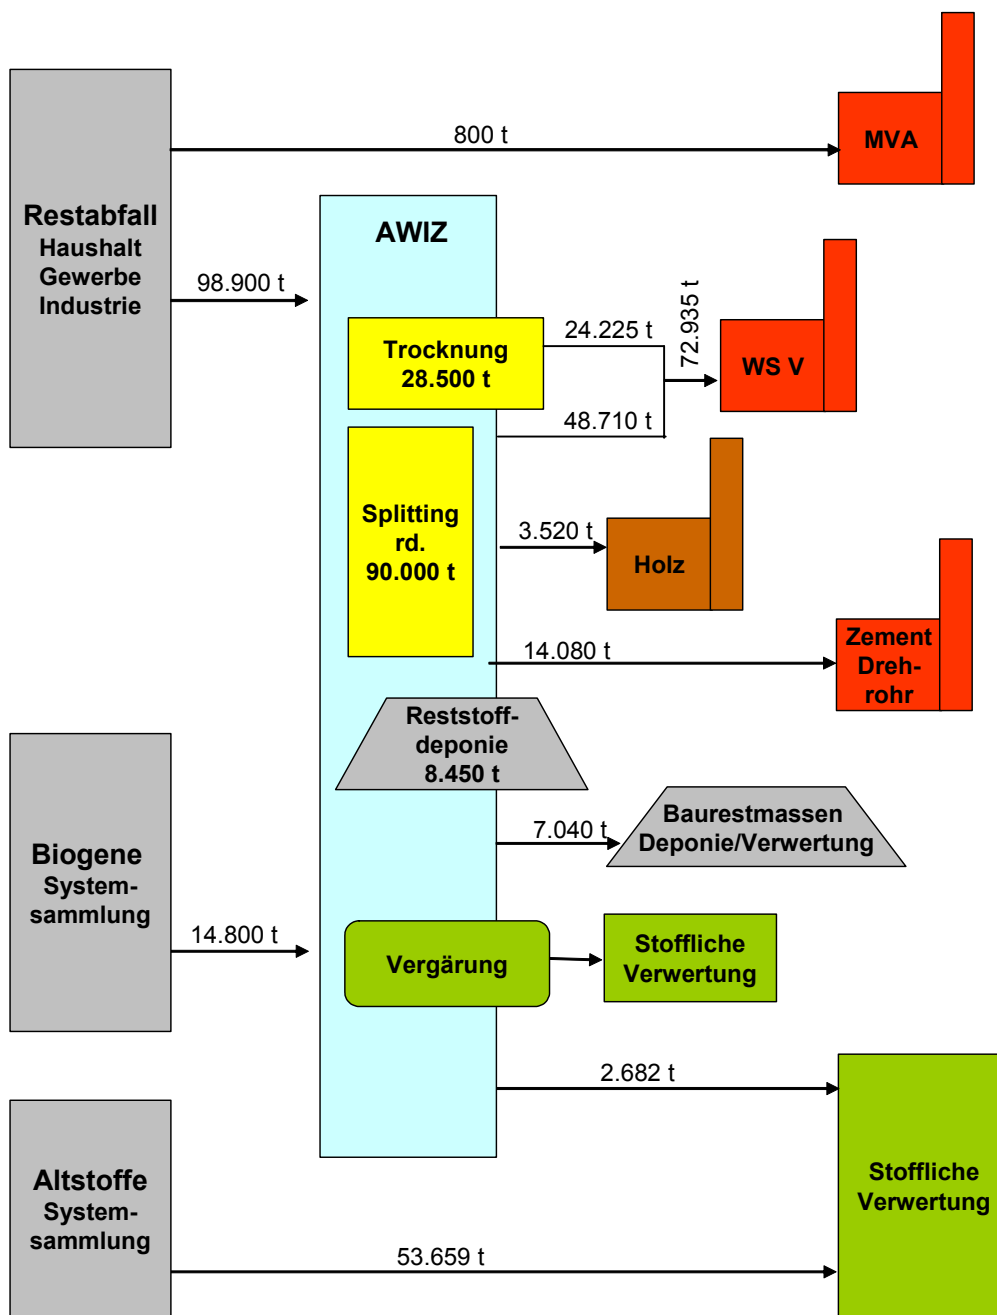 800 t
MVA
Restabfall
Haushalt
Gewerbe
Industrie
98.900 t
AWIZ
Trocknung
28.500 t
24.225 t
72.935 t
WS V
48.710 t
Splitting
rd.
90.000 t
3.520 t
Holz
14.080 t
Zement
Dreh-
rohr
Reststoff-
deponie
8.450 t
7.040 t
Baurestmassen
Deponie/Verwertung
Biogene
System-
sammlung
14.800 t
Vergärung
Stoffliche
Verwertung
2.682 t
Altstoffe
System-
sammlung
53.659 t
Stoffliche
Verwertung